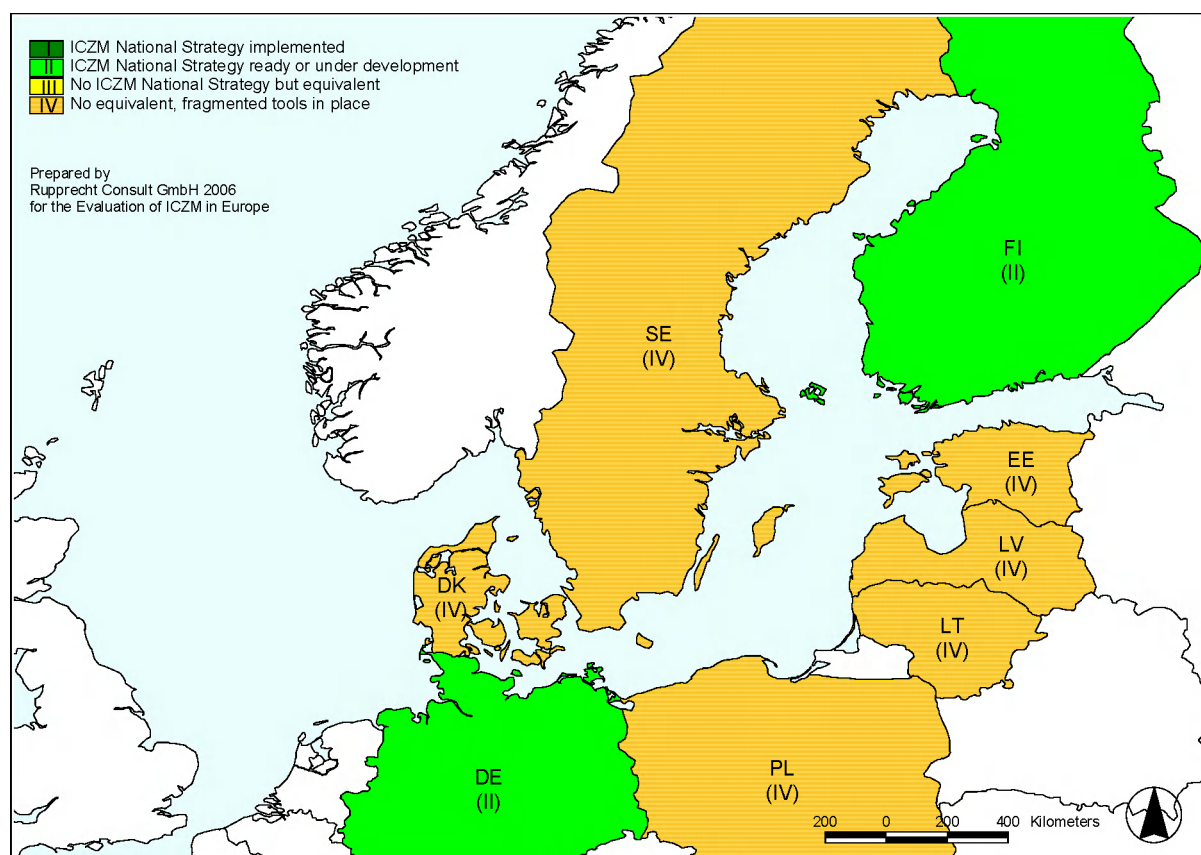 I ICZM National Strategy implemented
II ICZM National Strategy ready or under development
III No ICZM National Strategy but equivalent
IV No equivalent, fragmented tools in place
Prepared by
Rupprecht Consult GmbH 2006
for the Evaluation of ICZM in Europe
FI
(II)
SE
(IV)
EE
(IV)
LV
(IV)
DK
(IV)
LT
(IV)
DE
(II)
PL
(IV)
200 0 200 400 Kilometers